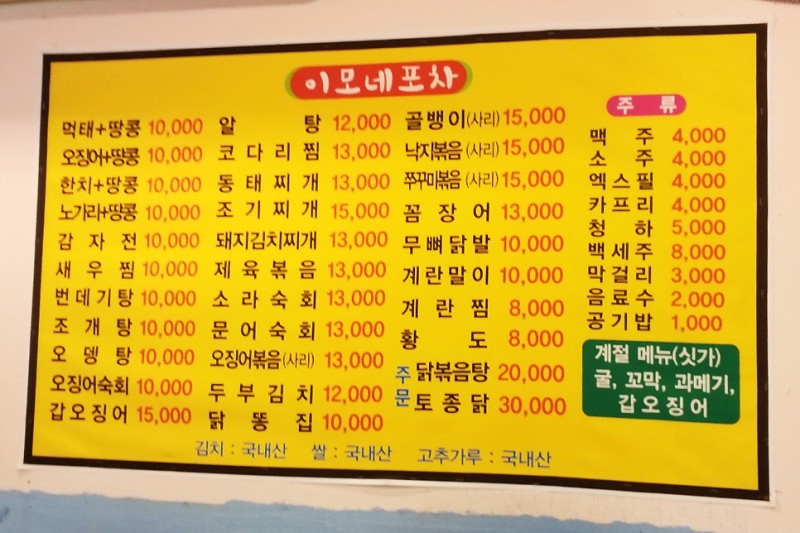 이모네포차
먹태+땅콩 10,000
오징어+땅콩 10,000
한치+땅콩 10,000
노가리+땅콩 10,000
감자전 10,000
새우찜 10,000
번데기탕 10,000
조개탕 10,000
오뎅탕 10,000
오징어숙회 10,000
갑오징어 15,000
알탕 12,000
코다리찜 13,000
동태찌개 13,000
조기찌개 15,000
돼지김치찌개 13,000
제육볶음 13,000
소라숙회 13,000
문어숙회 13,000
오징어볶음(사리) 13,000
두부김치 12,000
닭똥집 10,000
골뱅이(사리) 15,000
낙지볶음(사리) 15,000
쭈꾸미볶음(사리) 15,000
꼼장어 13,000
무뼈닭발 10,000
계란말이 10,000
계란찜 8,000
황도 8,000
주문
닭볶음탕 20,000
토종닭 30,000
주류
맥주 4,000
소주 4,000
엑스필 4,000
카프리 4,000
청하 5,000
백세주 8,000
막걸리 3,000
음료수 2,000
공기밥 1,000
계절 메뉴(싯가)
굴, 꼬막, 과메기,
갑오징어
김치 : 국내산 쌀 : 국내산 고추가루 : 국내산